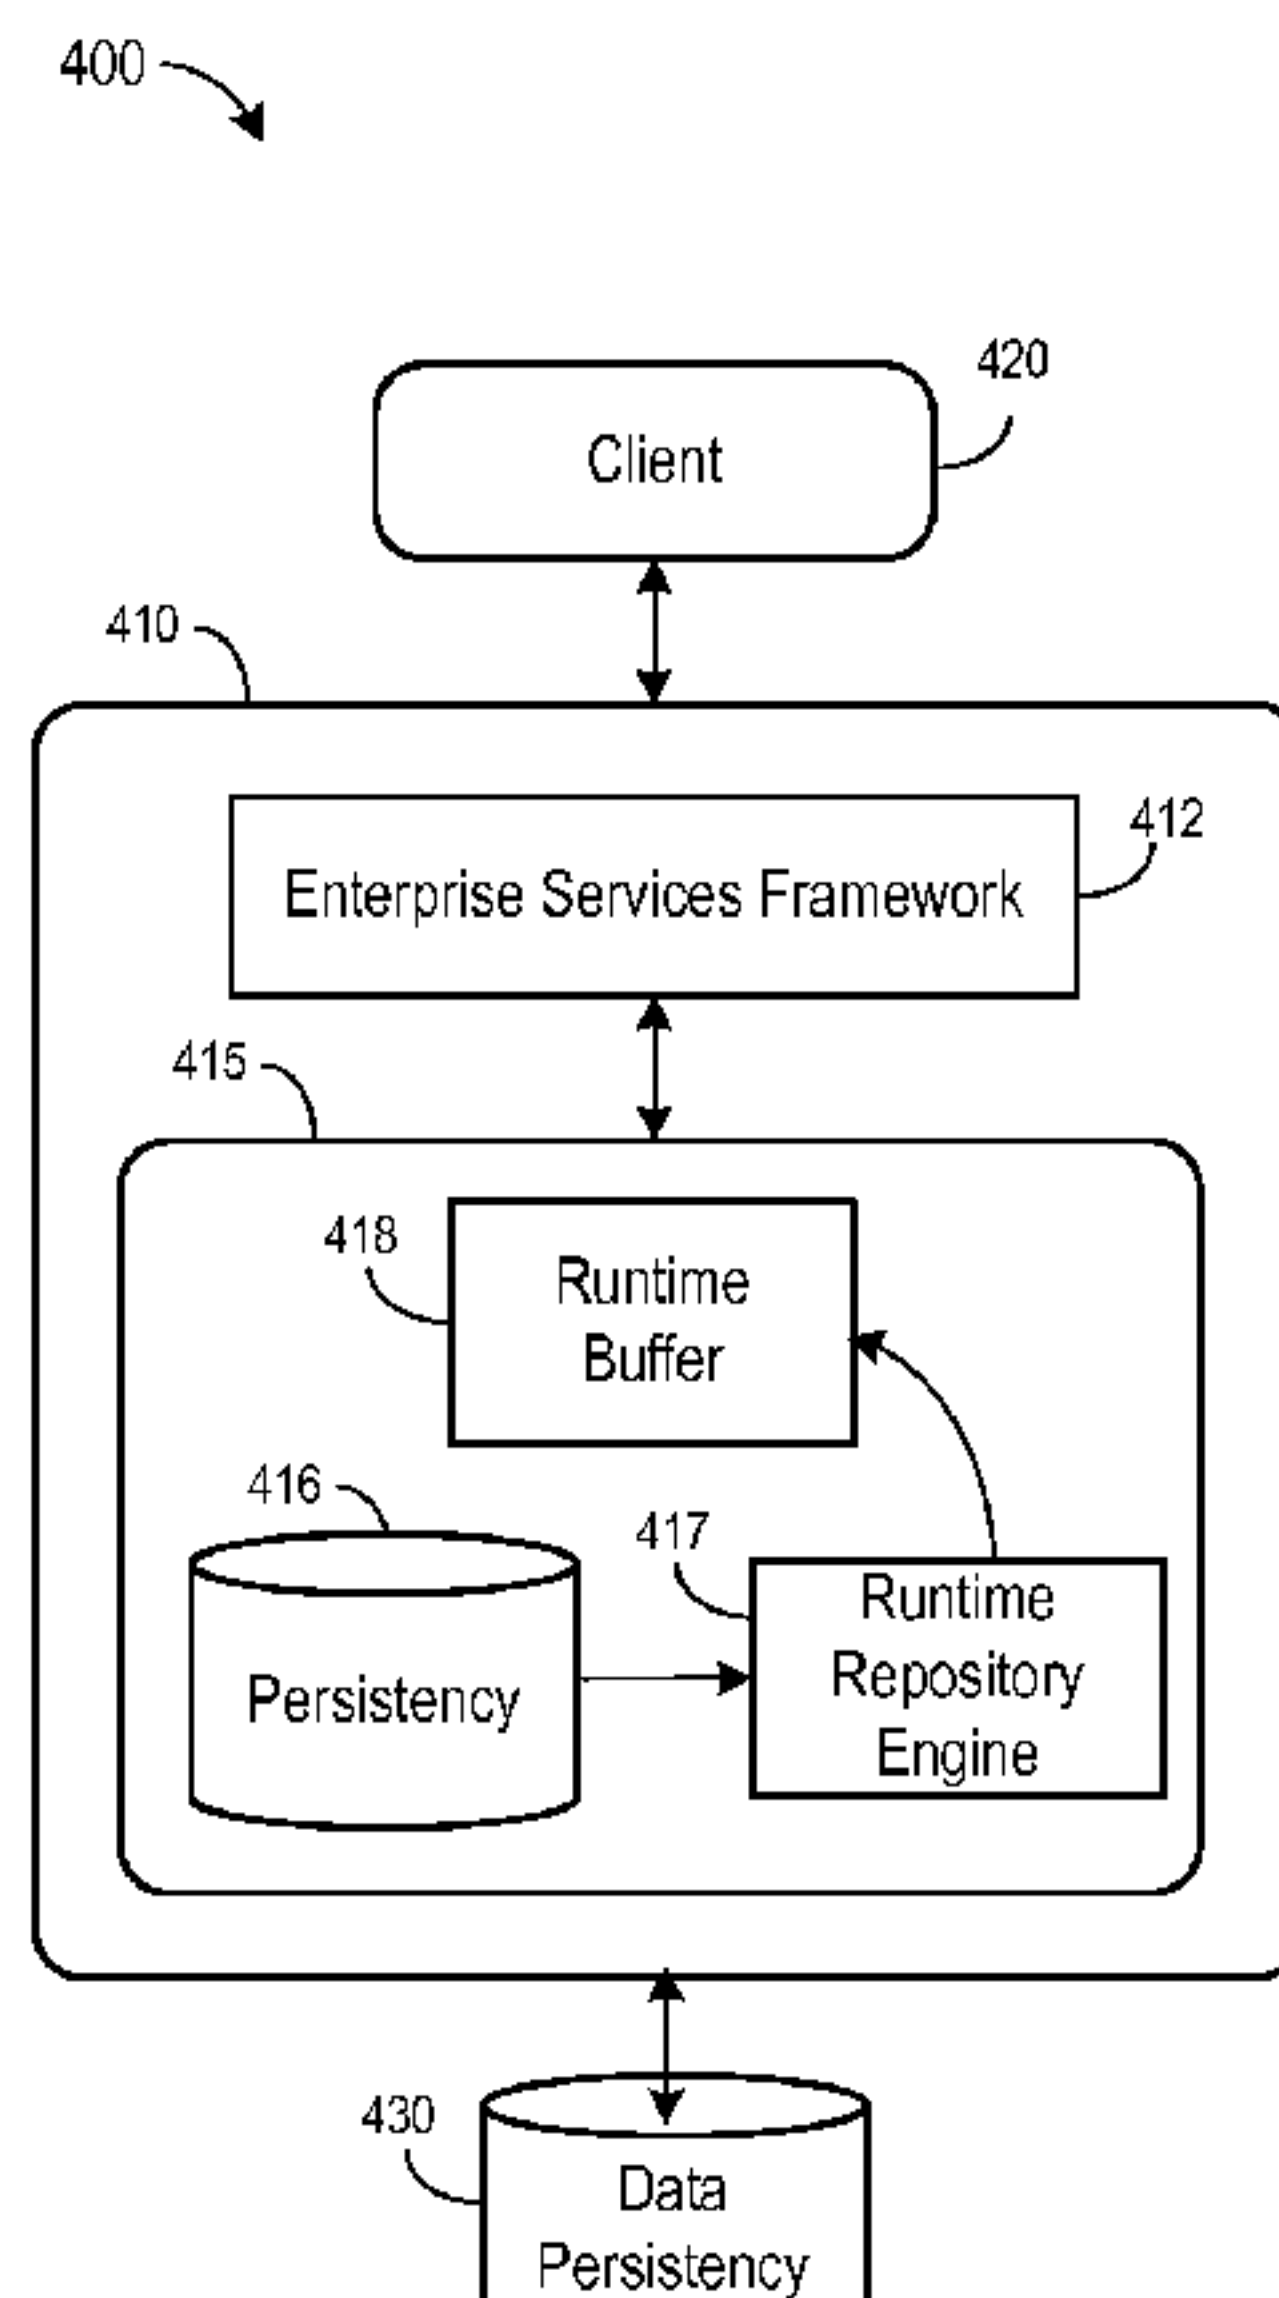 400
420
Client
410
412
Enterprise Services Framework
415
418
Runtime
Buffer
416
417
Runtime
Repository
Engine
Persistency
430
Data
Persistency